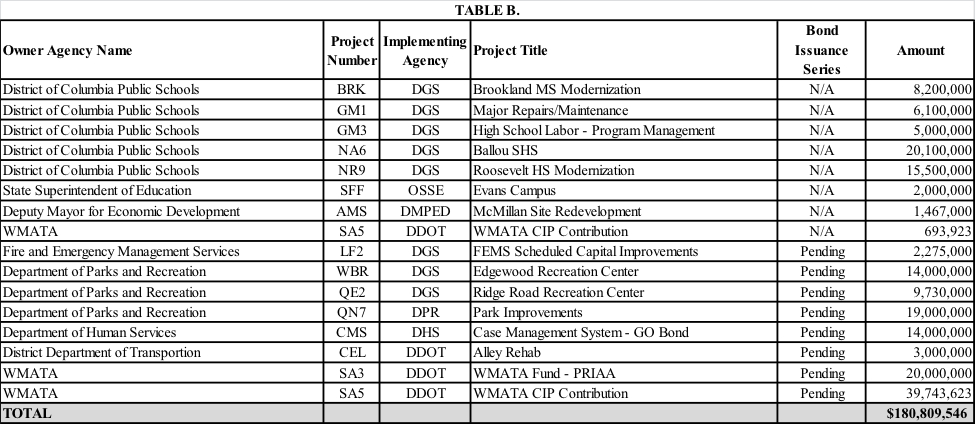 TABLE B.
Owner Agency Name Project Number Implementing Agency Project Title Bond Issuance Series Amount
District of Columbia Public Schools BRK DGS Brookland MS Modernization N/A 8,200,000
District of Columbia Public Schools GM1 DGS Major Repairs/Maintenance N/A 6,100,000
District of Columbia Public Schools GM3 DGS High School Labor - Program Management N/A 5,000,000
District of Columbia Public Schools NA6 DGS Ballou SHS N/A 20,100,000
District of Columbia Public Schools NR9 DGS Roosevelt HS Modernization N/A 15,500,000
State Superintendent of Education SFF OSSE Evans Campus N/A 2,000,000
Deputy Mayor for Economic Development AMS DMPED McMillan Site Redevelopment N/A 1,467,000
WMATA SA5 DDOT WMATA CIP Contribution N/A 693,923
Fire and Emergency Management Services LF2 DGS FEMS Scheduled Capital Improvements Pending 2,275,000
Department of Parks and Recreation WBR DGS Edgewood Recreation Center Pending 14,000,000
Department of Parks and Recreation QE2 DGS Ridge Road Recreation Center Pending 9,730,000
Department of Parks and Recreation QN7 DPR Park Improvements Pending 19,000,000
Department of Human Services CMS DHS Case Management System - GO Bond Pending 14,000,000
District Department of Transportion CEL DDOT Alley Rehab Pending 3,000,000
WMATA SA3 DDOT WMATA Fund - PRIAA Pending 20,000,000
WMATA SA5 DDOT WMATA CIP Contribution Pending 39,743,623
TOTAL $180,809,546